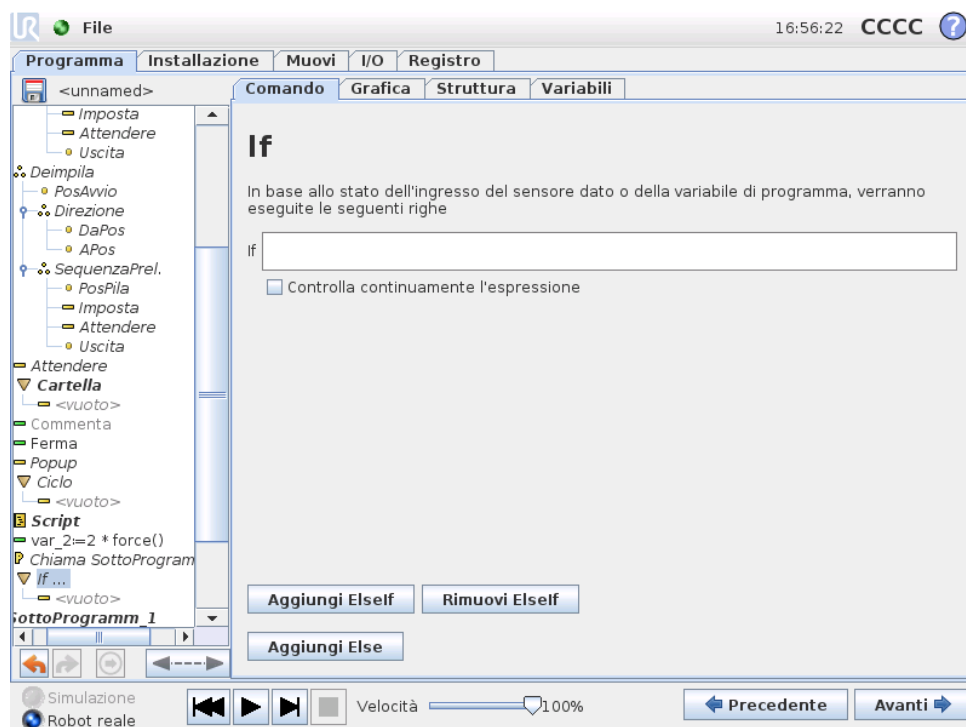 UR File 16:56:22 CCCC ?
Programma Installazione Muovi I/O Registro
<unnamed>
Comando Grafica Struttura Variabili
Imposta
Attendere
Uscita
Deimpila
PosAvvio
Direzione
DaPos
APos
SequenzaPrel.
PosPila
Imposta
Attendere
Uscita
Attendere
Cartella
<vuoto>
Commenta
Ferma
Popup
Ciclo
<vuoto>
Script
var_2:=2 * force()
Chiama SottoProgram
If ...
<vuoto>
SottoProgramm_1
If
In base allo stato dell'ingresso del sensore dato o della variabile di programma, verranno
eseguite le seguenti righe
If
Controlla continuamente l'espressione
Aggiungi ElseIf Rimuovi ElseIf
Aggiungi Else
Simulazione
Robot reale
Velocità 100%
Precedente Avanti